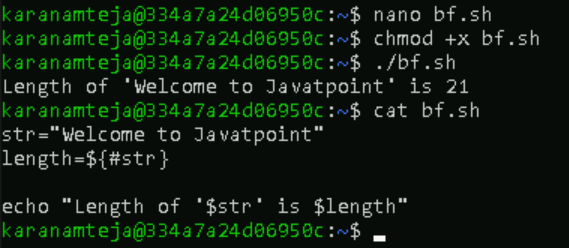 karanamteja@334a7a24d06950c:~$ nano bf.sh
karanamteja@334a7a24d06950c:~$ chmod +x bf.sh
karanamteja@334a7a24d06950c:~$ ./bf.sh
Length of 'Welcome to Javatpoint' is 21
karanamteja@334a7a24d06950c:~$ cat bf.sh
str="Welcome to Javatpoint"
length=${#str}
echo "Length of '$str' is $length"
karanamteja@334a7a24d06950c:~$